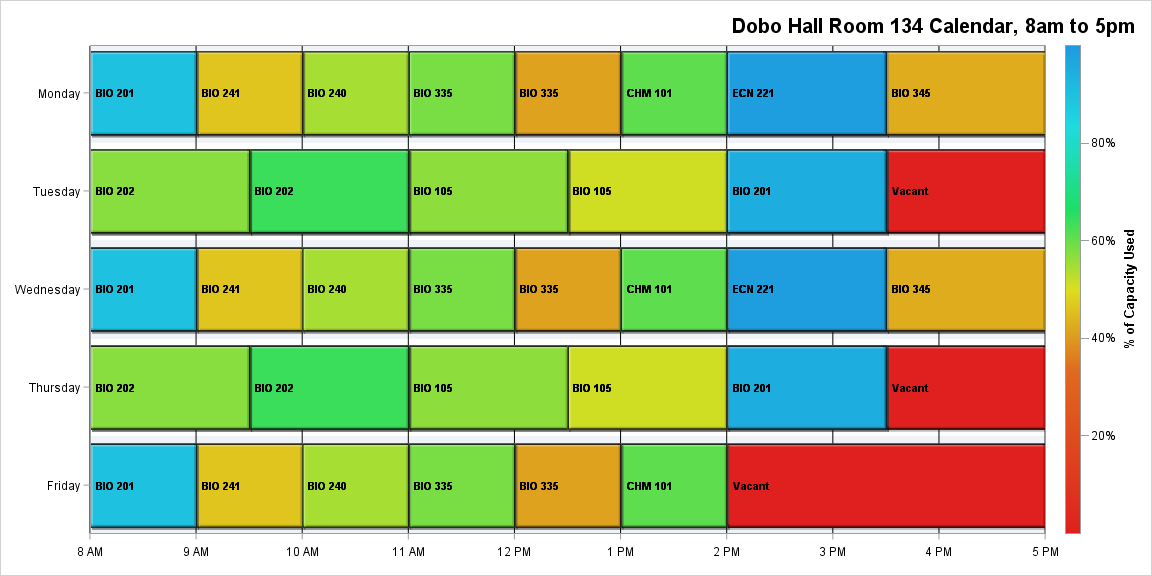 Dobo Hall Room 134 Calendar, 8am to 5pm
Monday BIO 201 BIO 241 BIO 240 BIO 335 BIO 335 CHM 101 ECN 221 BIO 345
Tuesday BIO 202 BIO 202 BIO 105 BIO 105 BIO 201 Vacant
Wednesday BIO 201 BIO 241 BIO 240 BIO 335 BIO 335 CHM 101 ECN 221 BIO 345
Thursday BIO 202 BIO 202 BIO 105 BIO 105 BIO 201 Vacant
Friday BIO 201 BIO 241 BIO 240 BIO 335 BIO 335 CHM 101 Vacant
8 AM 9 AM 10 AM 11 AM 12 PM 1 PM 2 PM 3 PM 4 PM 5 PM
80%
60%
40%
20%
% of Capacity Used